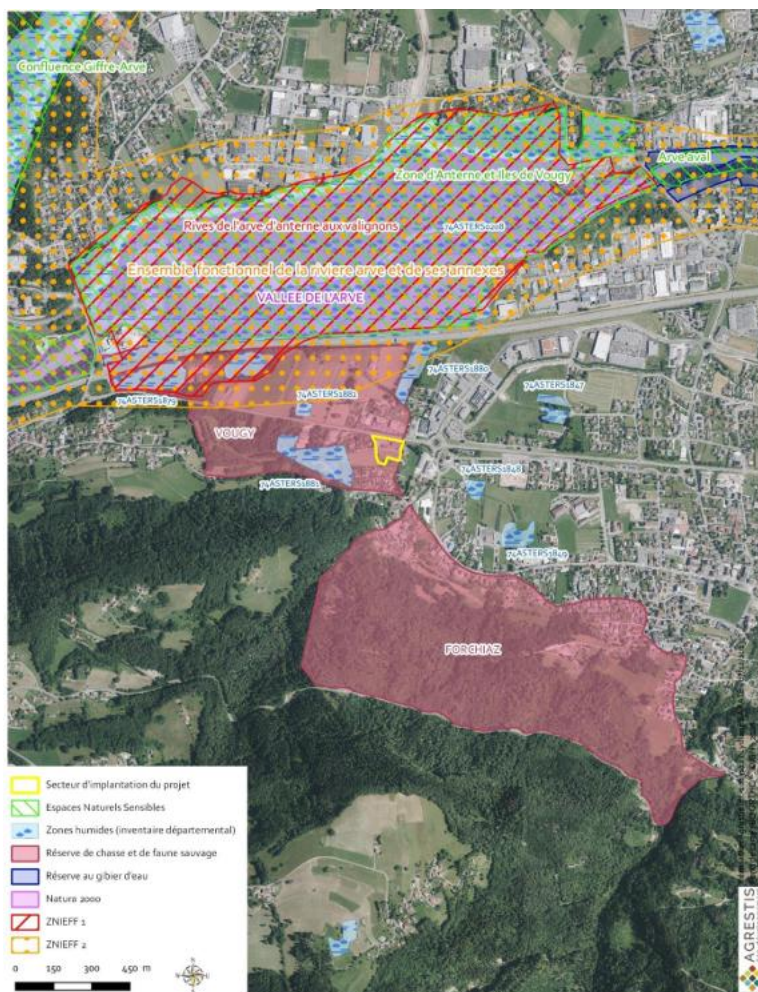 Confluence Giffre-Arve
Arve aval
Zone d'Anterne et Iles de Vougy
Rives de l'arve d'anterne aux valignons
74ASTERS0208
Ensemble fonctionnel de la riviere arve et de ses annexes
VALLEE DE L'ARVE
74ASTERS1880
74ASTERS1879
74ASTERS1882
74ASTERS1847
VOUGY
74ASTERS1848
74ASTERS1881
74ASTERS1849
FORCHIAZ
Secteur d'implantation du projet
Espaces Naturels Sensibles
Zones humides (inventaire départemental)
Réserve de chasse et de faune sauvage
Réserve au gibier d'eau
Natura 2000
ZNIEFF 1
ZNIEFF 2
0 150 300 450 m
AGRESTIS